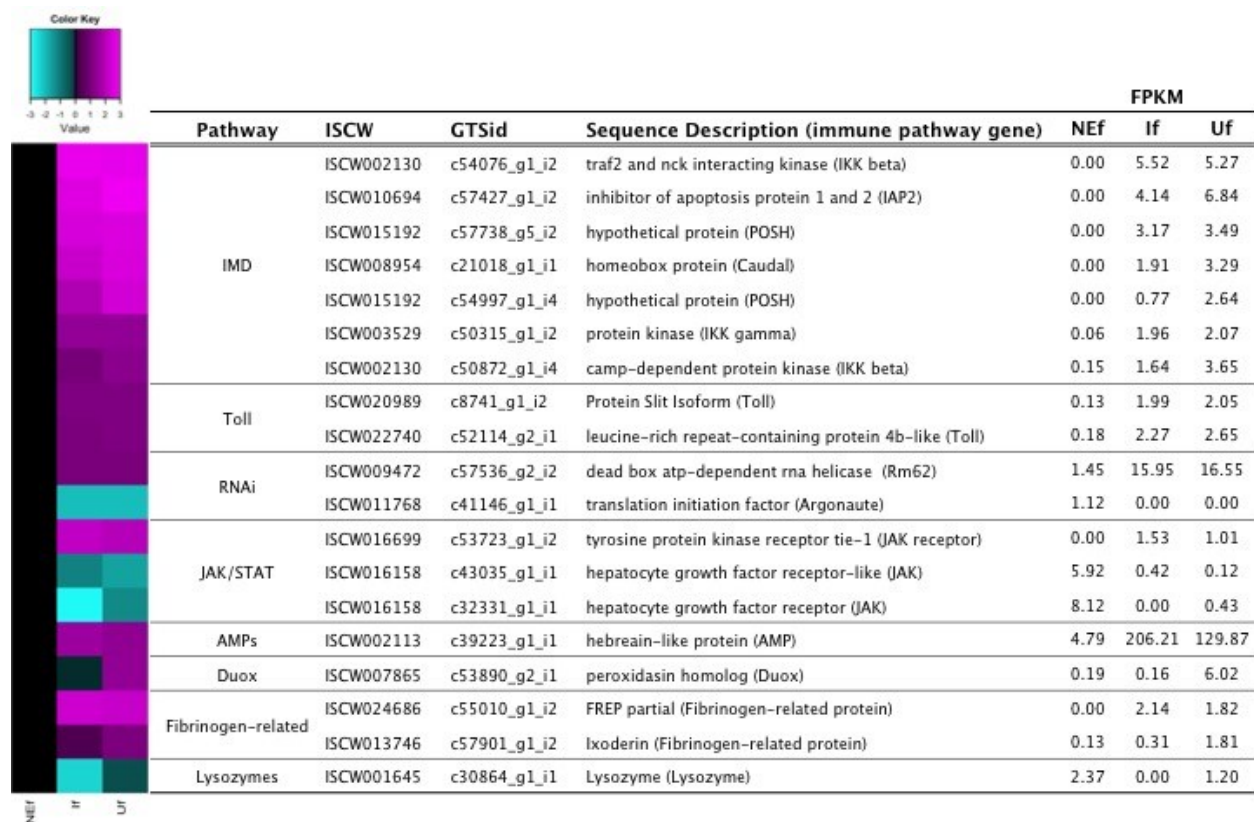 Color Key
-3 -2 -1 0 1 2 3
Value
FPKM
Pathway ISCW GTSid Sequence Description (immune pathway gene) NEf If Uf
ISCW002130 c54076_g1_i2 traf2 and nck interacting kinase (IKK beta) 0.00 5.52 5.27
ISCW010694 c57427_g1_i2 inhibitor of apoptosis protein 1 and 2 (IAP2) 0.00 4.14 6.84
ISCW015192 c57738_g5_i2 hypothetical protein (POSH) 0.00 3.17 3.49
IMD ISCW008954 c21018_g1_i1 homeobox protein (Caudal) 0.00 1.91 3.29
ISCW015192 c54997_g1_i4 hypothetical protein (POSH) 0.00 0.77 2.64
ISCW003529 c50315_g1_i2 protein kinase (IKK gamma) 0.06 1.96 2.07
ISCW002130 c50872_g1_i4 camp-dependent protein kinase (IKK beta) 0.15 1.64 3.65
Toll
ISCW020989 c8741_g1_i2 Protein Slit Isoform (Toll) 0.13 1.99 2.05
ISCW022740 c52114_g2_i1 leucine-rich repeat-containing protein 4b-like (Toll) 0.18 2.27 2.65
RNAi
ISCW009472 c57536_g2_i2 dead box atp-dependent rna helicase (Rm62) 1.45 15.95 16.55
ISCW011768 c41146_g1_i1 translation initiation factor (Argonaute) 1.12 0.00 0.00
ISCW016699 c53723_g1_i2 tyrosine protein kinase receptor tie-1 (JAK receptor) 0.00 1.53 1.01
JAK/STAT ISCW016158 c43035_g1_i1 hepatocyte growth factor receptor-like (JAK) 5.92 0.42 0.12
ISCW016158 c32331_g1_i1 hepatocyte growth factor receptor (JAK) 8.12 0.00 0.43
AMPs ISCW002113 c39223_g1_i1 hebreain-like protein (AMP) 4.79 206.21 129.87
Duox ISCW007865 c53890_g2_i1 peroxidasin homolog (Duox) 0.19 0.16 6.02
Fibrinogen-related
ISCW024686 c55010_g1_i2 FREP partial (Fibrinogen-related protein) 0.00 2.14 1.82
ISCW013746 c57901_g1_i2 Ixoderin (Fibrinogen-related protein) 0.13 0.31 1.81
Lysozymes ISCW001645 c30864_g1_i1 Lysozyme (Lysozyme) 2.37 0.00 1.20
NEf If Uf